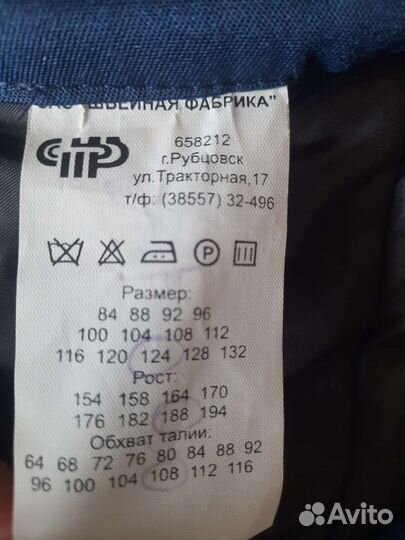 ЗАО "ШВЕЙНАЯ ФАБРИКА"
658212
г.Рубцовск
ул.Тракторная,17
т/ф: (38557) 32-496
P
Размер:
84 88 92 96
100 104 108 112
116 120 124 128 132
Рост:
154 158 164 170
176 182 188 194
Обхват талии:
64 68 72 76 80 84 88 92
96 100 104 108 112 116
Avito